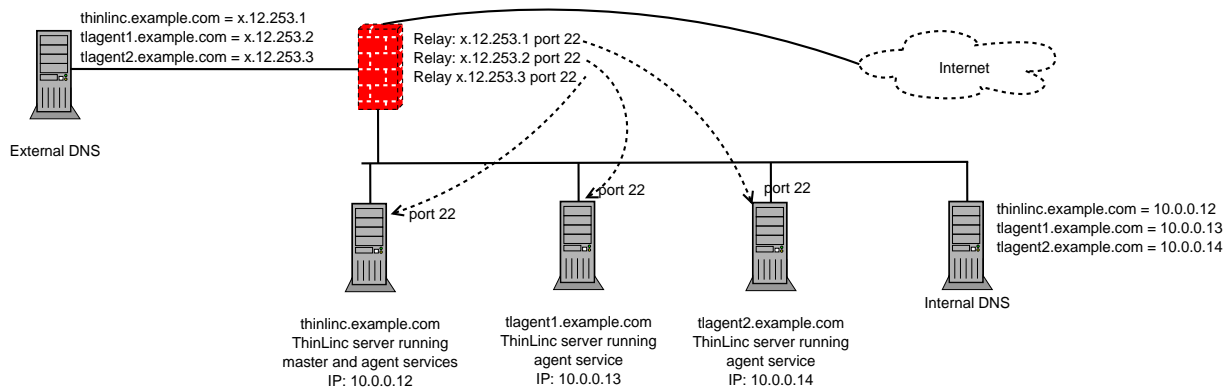 thinlinc.example.com = x.12.253.1
tlagent1.example.com = x.12.253.2
tlagent2.example.com = x.12.253.3
External DNS
Relay: x.12.253.1 port 22
Relay: x.12.253.2 port 22
Relay x.12.253.3 port 22
Internet
port 22
port 22
port 22
thinlinc.example.com = 10.0.0.12
tlagent1.example.com = 10.0.0.13
tlagent2.example.com = 10.0.0.14
Internal DNS
thinlinc.example.com
ThinLinc server running
master and agent services
IP: 10.0.0.12
tlagent1.example.com
ThinLinc server running
agent service
IP: 10.0.0.13
tlagent2.example.com
ThinLinc server running
agent service
IP: 10.0.0.14